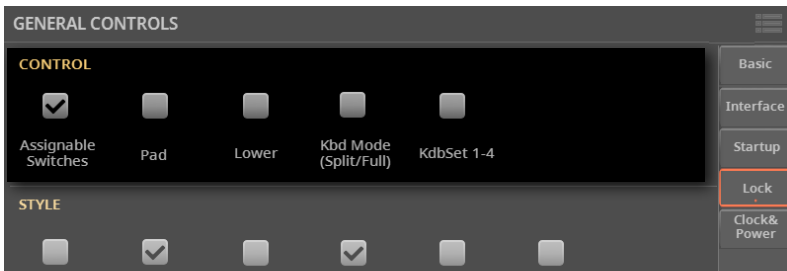 GENERAL CONTROLS
CONTROL
Assignable
Switches
Pad
Lower
Kbd Mode
(Split/Full)
KdbSet 1-4
STYLE
Basic
Interface
Startup
Lock
Clock&
Power